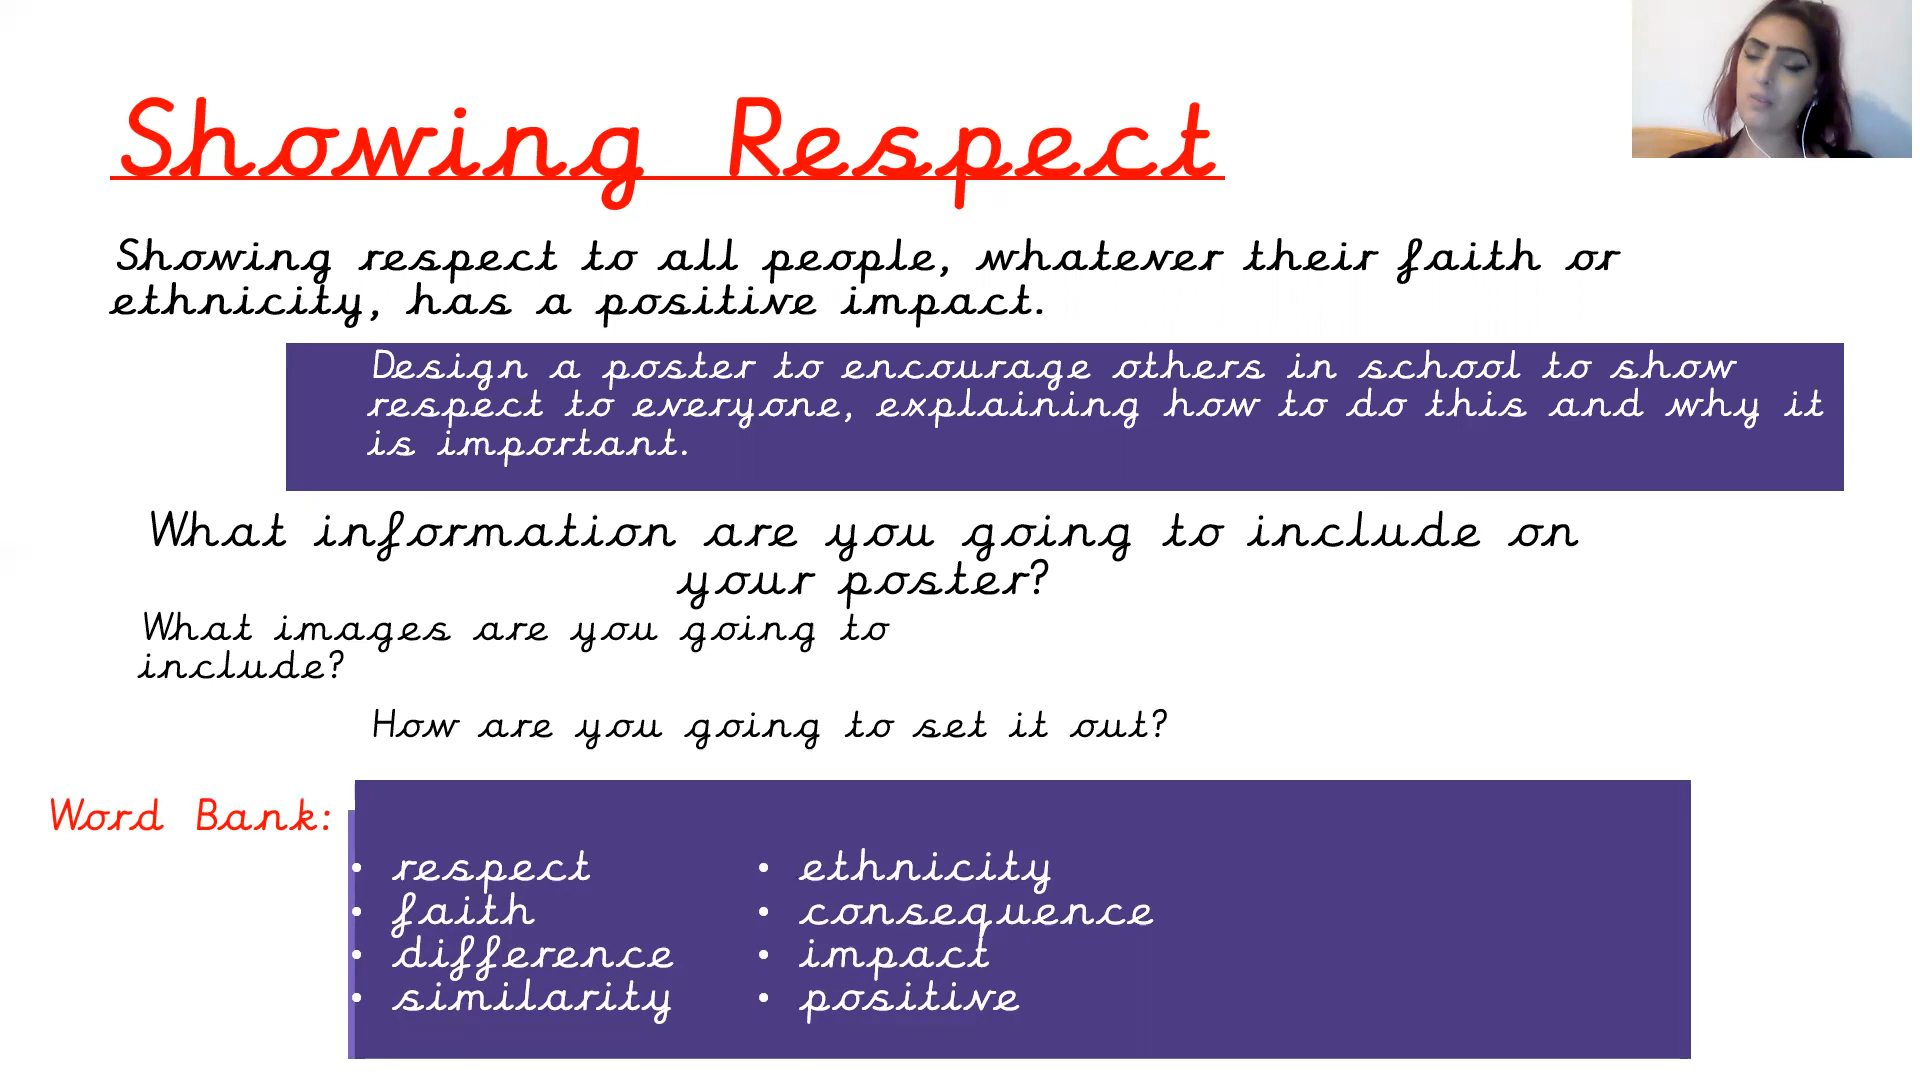 Showing Respect
Showing respect to all people, whatever their faith or
ethnicity, has a positive impact.
Design a poster to encourage others in school to show
respect to everyone, explaining how to do this and why it
is important.
What information are you going to include on
your poster?
What images are you going to
include?
How are you going to set it out?
Word Bank:
• respect
• faith
• difference
• similarity
• ethnicity
• consequence
• impact
• positive